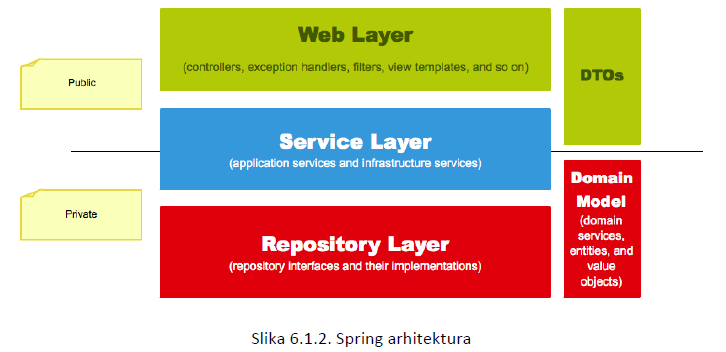 Web Layer
(controllers, exception handlers, filters, view templates, and so on)
DTOs
Public
Service Layer
(application services and infrastructure services)
Domain
Model
(domain
services,
entities, and
value
objects)
Private
Repository Layer
(repository interfaces and their implementations)
Slika 6.1.2. Spring arhitektura